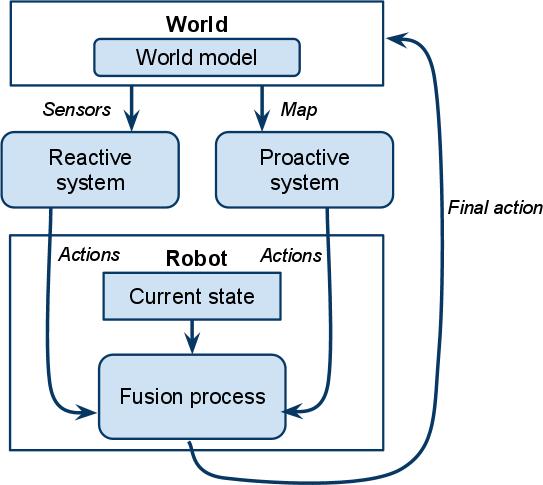 World
World model
Sensors
Map
Reactive
system
Proactive
system
Final action
Actions
Robot
Actions
Current state
Fusion process